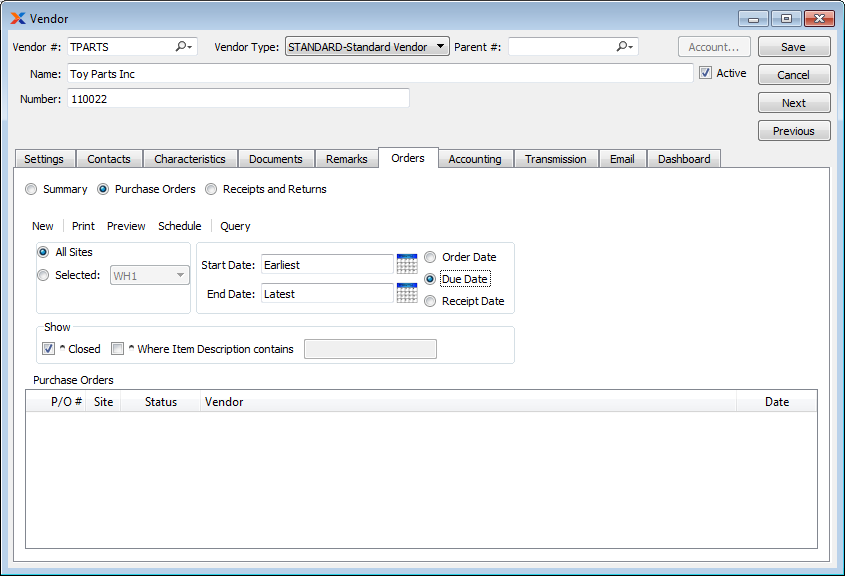 Vendor
Vendor #: TPARTS Vendor Type: STANDARD-Standard Vendor Parent #: Account... Save
Name: Toy Parts Inc Active Cancel
Number: 110022 Next
Previous
Settings Contacts Characteristics Documents Remarks Orders Accounting Transmission Email Dashboard
Summary Purchase Orders Receipts and Returns
New Print Preview Schedule Query
All Sites Start Date: Earliest Order Date
Selected: WH1 Due Date
End Date: Latest Receipt Date
Show
^ Closed ^ Where Item Description contains
Purchase Orders
P/O # Site Status Vendor Date